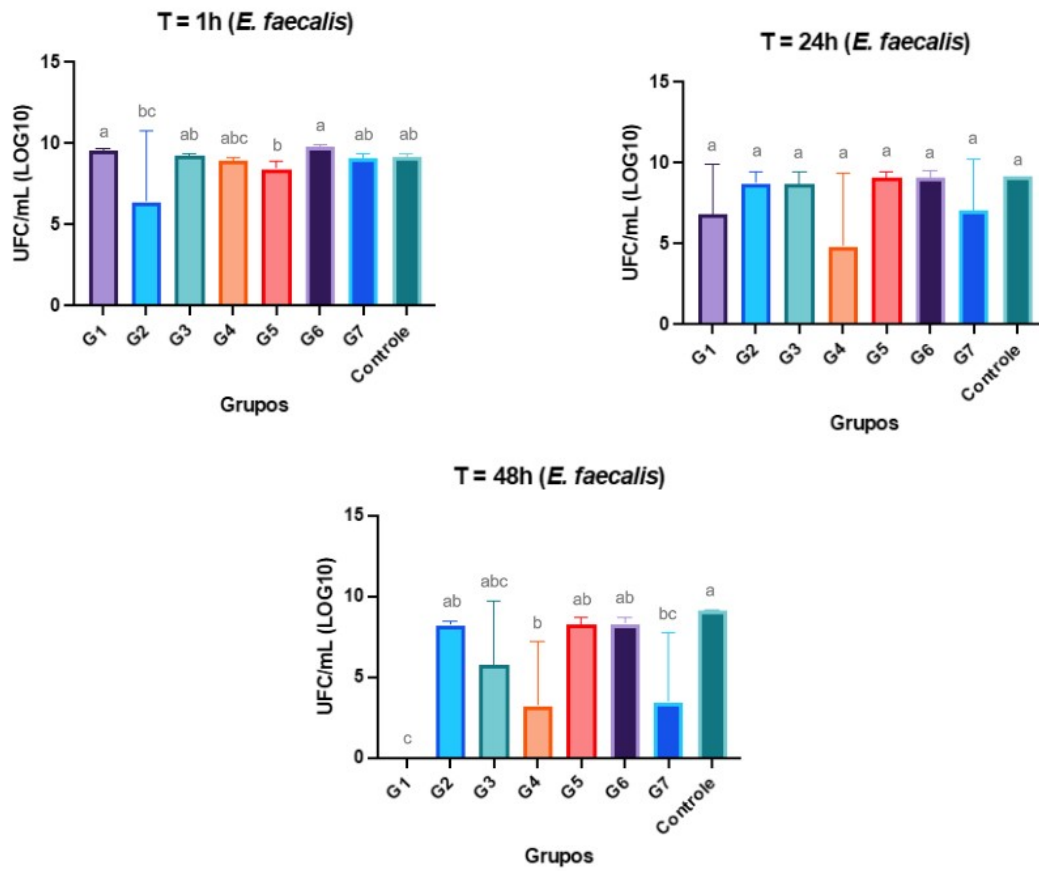 T = 1h (E. faecalis)
UFC/mL (LOG10)
15
10
5
0
a
bc
ab
abc
b
a
ab
ab
G1
G2
G3
G4
G5
G6
G7
Controle
Grupos
T = 24h (E. faecalis)
UFC/mL (LOG10)
15
10
5
0
a
a
a
a
a
a
a
a
G1
G2
G3
G4
G5
G6
G7
Controle
Grupos
T = 48h (E. faecalis)
UFC/mL (LOG10)
15
10
5
0
c
ab
abc
b
ab
ab
bc
a
G1
G2
G3
G4
G5
G6
G7
Controle
Grupos